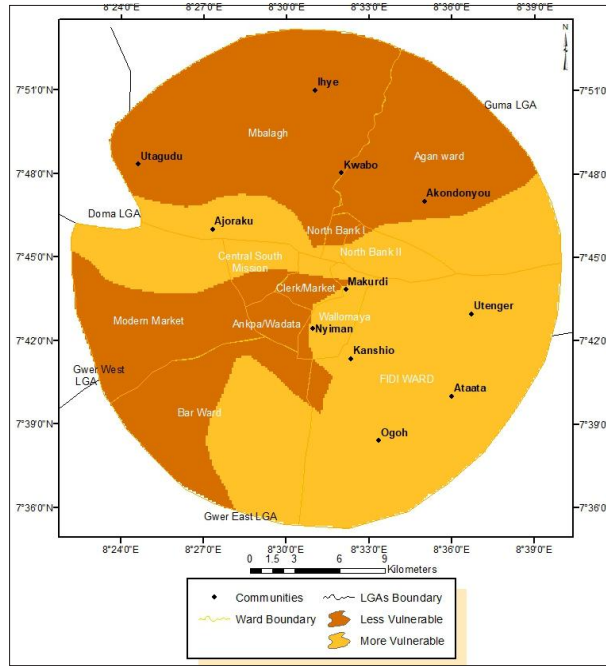 8°24'0"E 8°27'0"E 8°30'0"E 8°33'0"E 8°36'0"E 8°39'0"E
N
7°51'0"N 7°51'0"N
Ihye
Guma LGA
Mbalagh
Utagudu
Kwabo
Agan ward
7°48'0"N 7°48'0"N
Akondonyou
Doma LGA
Ajoraku
North Bank I
7°45'0"N 7°45'0"N
North Bank II
Central South
Mission
Clerk/Market
Makurdi
Utenger
Modern Market
Ankpa/Wadata
Wallomaya
Nyiman
7°42'0"N 7°42'0"N
Kanshio
Gwer West
LGA
FIDI WARD
Ataata
Bar Ward
7°39'0"N 7°39'0"N
Ogoh
7°36'0"N 7°36'0"N
Gwer East LGA
8°24'0"E 8°27'0"E 8°30'0"E 8°33'0"E 8°36'0"E 8°39'0"E
0 1.5 3 6 9
Kilometers
Communities LGAs Boundary
Ward Boundary Less Vulnerable
More Vulnerable